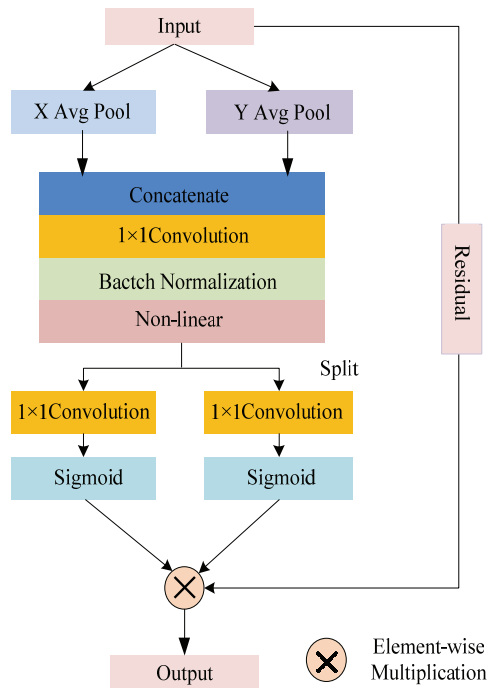 Input
X Avg Pool
Y Avg Pool
Concatenate
1×1Convolution
Bactch Normalization
Non-linear
Residual
Split
1×1Convolution
1×1Convolution
Sigmoid
Sigmoid
Output
Element-wise
Multiplication